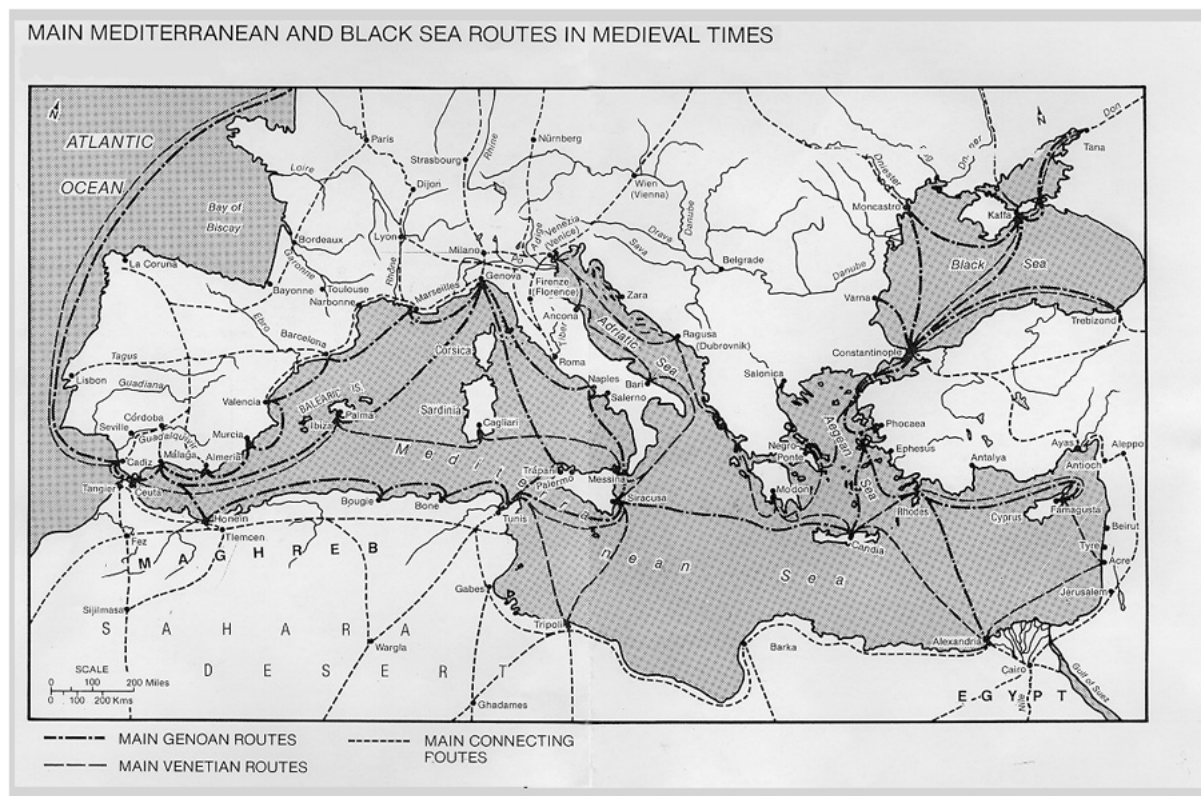 MAIN MEDITERRANEAN AND BLACK SEA ROUTES IN MEDIEVAL TIMES
N
ATLANTIC
OCEAN
Bay of
Biscay
Paris
Loire
Strasbourg
Rhine
Nürnberg
Dijon
Wien
(Vienna)
Dniester
Don
Tana
Moncastro
Kaffa
N
Bordeaux
Lyon
Milano
Po
Adige
Venezia
(Venice)
Drava
Sava
Danube
Belgrade
Danube
Black Sea
La Coruna
Garonne
Bayonne
Toulouse
Narbonne
Rhône
Marseilles
Genova
Firenze
(Florence)
Ancona
Tiber
Zara
Varna
Trebizond
Ebro
Barcelona
Corsica
Roma
Adriatic Sea
Ragusa
(Dubrovnik)
Constantinople
Tagus
Lisbon
Guadiana
Valencia
BALEARIC IS.
Palma
Ibiza
Sardinia
Cagliari
Naples
Salerno
Bari
Salonica
Aegean Sea
Phocaea
Ephesus
Córdoba
Seville
Guadalquivir
Murcia
Cadiz
Málaga
Almeria
Mediterranean Sea
Trápani
Palermo
Messina
Siracusa
Negro
Ponte
Modon
Antalya
Ayas
Aleppo
Antioch
Tangier
Ceuta
Honein
Bougie
Bone
Tunis
Candia
Rhodes
Cyprus
Famagusta
Beirut
Tyre
Acre
Jerusalem
Fez
Tlemcen
MAGHREB
Sijilmasa
Gabes
Tripoli
Barka
Alexandria
Cairo
SAHARA
DESERT
Wargla
Ghadames
EGYPT
Nile
Gulf of Suez
SCALE
0 100 200 Miles
0 100 200 Kms
MAIN GENOAN ROUTES
MAIN VENETIAN ROUTES
MAIN CONNECTING
ROUTES